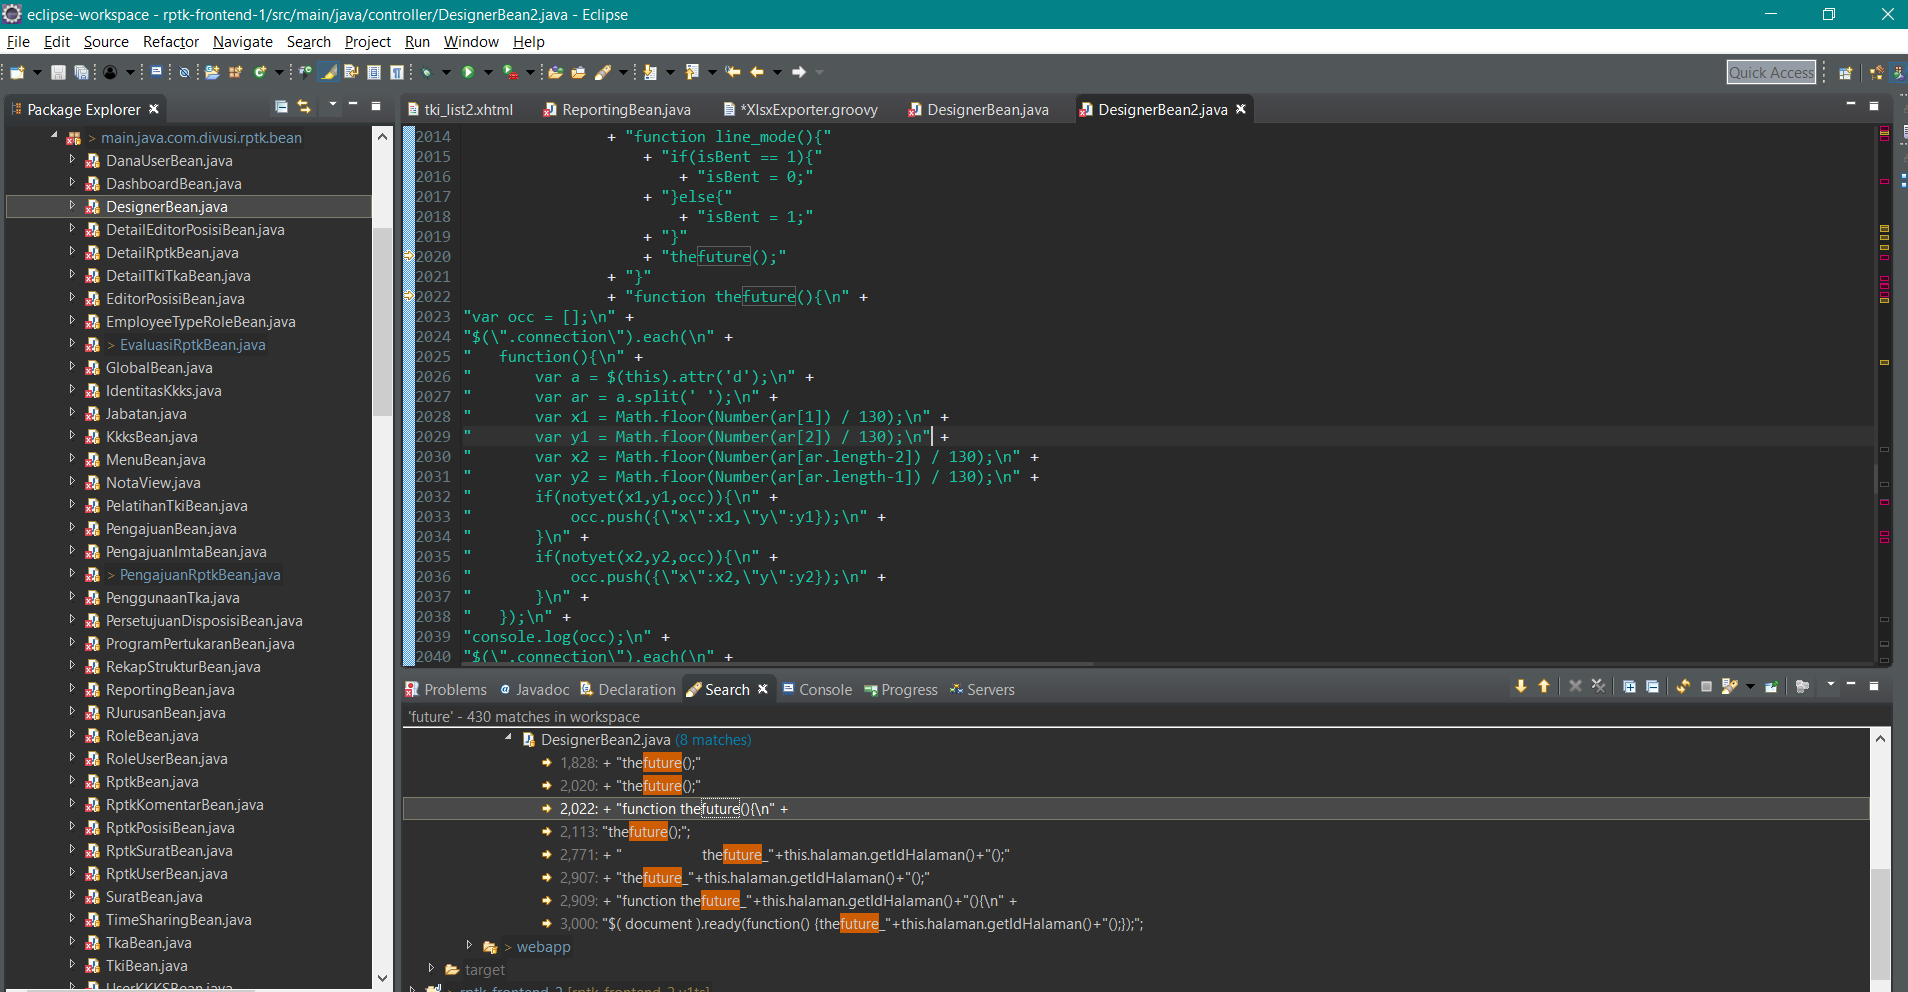 eclipse-workspace - rptk-frontend-1/src/main/java/controller/DesignerBean2.java - Eclipse
File Edit Source Refactor Navigate Search Project Run Window Help
Quick Access
Package Explorer
> main.java.com.divusi.rptk.bean
DanaUserBean.java
DashboardBean.java
DesignerBean.java
DetailEditorPosisiBean.java
DetailRptkBean.java
DetailTkiTkaBean.java
EditorPosisiBean.java
EmployeeTypeRoleBean.java
> EvaluasiRptkBean.java
GlobalBean.java
IdentitasKkks.java
Jabatan.java
KkksBean.java
MenuBean.java
NotaView.java
PelatihanTkiBean.java
PengajuanBean.java
PengajuanImtaBean.java
> PengajuanRptkBean.java
PenggunaanTka.java
PersetujuanDisposisiBean.java
ProgramPertukaranBean.java
RekapStrukturBean.java
ReportingBean.java
RJurusanBean.java
RoleBean.java
RoleUserBean.java
RptkBean.java
RptkKomentarBean.java
RptkPosisiBean.java
RptkSuratBean.java
RptkUserBean.java
SuratBean.java
TimeSharingBean.java
TkaBean.java
TkiBean.java
UserKKKSBean.java
tki_list2.xhtml ReportingBean.java *XlsxExporter.groovy DesignerBean.java DesignerBean2.java
2014 + "function line_mode(){"
2015 + "if(isBent == 1){"
2016 + "isBent = 0;"
2017 + "}else{"
2018 + "isBent = 1;"
2019 + "}"
2020 + "thefuture();"
2021 + "}"
2022 + "function thefuture(){\n" +
2023 "var occ = [];\n" +
2024 "$(\".connection\").each(\n" +
2025 " function(){\n" +
2026 " var a = $(this).attr('d');\n" +
2027 " var ar = a.split(' ');\n" +
2028 " var x1 = Math.floor(Number(ar[1]) / 130);\n" +
2029 " var y1 = Math.floor(Number(ar[2]) / 130);\n" +
2030 " var x2 = Math.floor(Number(ar[ar.length-2]) / 130);\n" +
2031 " var y2 = Math.floor(Number(ar[ar.length-1]) / 130);\n" +
2032 " if(notyet(x1,y1,occ)){\n" +
2033 " occ.push({\"x\":x1,\"y\":y1});\n" +
2034 " }\n" +
2035 " if(notyet(x2,y2,occ)){\n" +
2036 " occ.push({\"x\":x2,\"y\":y2});\n" +
2037 " }\n" +
2038 " });\n" +
2039 "console.log(occ);\n" +
2040 "$(\".connection\").each(\n" +
Problems @ Javadoc Declaration Search Console Progress Servers
'future' - 430 matches in workspace
DesignerBean2.java (8 matches)
1,828: + "thefuture();"
2,020: + "thefuture();"
2,022: + "function thefuture(){\n" +
2,113: "thefuture();";
2,771: + " thefuture_"+this.halaman.getIdHalaman()+"();"
2,907: + "thefuture_"+this.halaman.getIdHalaman()+"();"
2,909: + "function thefuture_"+this.halaman.getIdHalaman()+"(){\n" +
3,000: "$( document ).ready(function() {thefuture_"+this.halaman.getIdHalaman()+"();});";
> webapp
target
> rptk-frontend-2 [rptk-frontend-2 v1ts]